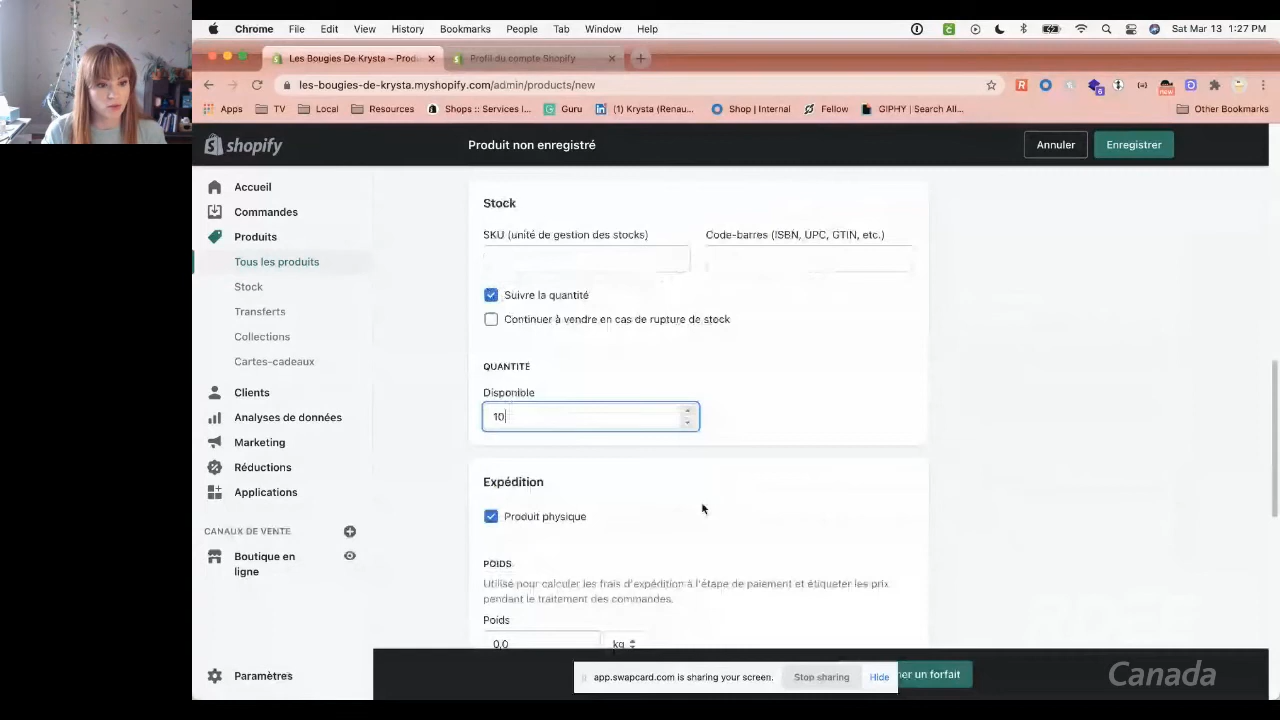 Chrome File Edit View History Bookmarks People Tab Window Help Sat Mar 13 1:27 PM
Les Bougies De Krysta ~ Prod Profil du compte Shopify
les-bougies-de-krysta.myshopify.com/admin/products/new
Apps TV Local Resources Shops :: Services I... Guru (1) Krysta (Renau... Shop | Internal Fellow GIPHY | Search All... Other Bookmarks
shopify Produit non enregistré Annuler Enregistrer
Accueil
Commandes
Produits
Tous les produits
Stock
Transferts
Collections
Cartes-cadeaux
Clients
Analyses de données
Marketing
Réductions
Applications
CANAUX DE VENTE
Boutique en
ligne
Paramètres
Stock
SKU (unité de gestion des stocks) Code-barres (ISBN, UPC, GTIN, etc.)
Suivre la quantité
Continuer à vendre en cas de rupture de stock
QUANTITÉ
Disponible
10
Expédition
Produit physique
POIDS
Utilisé pour calculer les frais d'expédition à l'étape de paiement et étiqueter les prix
pendant le traitement des commandes.
Poids
0,0 kg
app.swapcard.com is sharing your screen. Stop sharing Hide
un forfait
Canada